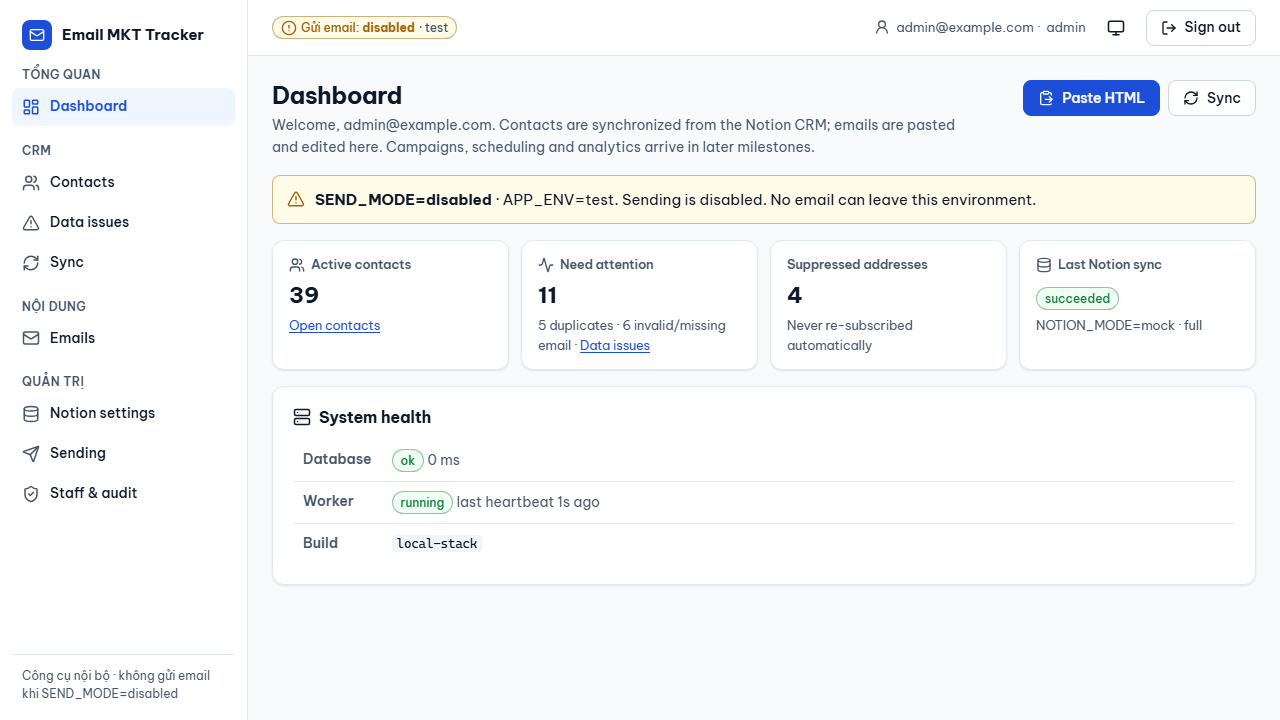 Email MKT Tracker
TỔNG QUAN
Dashboard
CRM
Contacts
Data issues
Sync
NỘI DUNG
Emails
QUẢN TRỊ
Notion settings
Sending
Staff & audit
Công cụ nội bộ · không gửi email
khi SEND_MODE=disabled
Gửi email: disabled · test
admin@example.com · admin
Sign out
Dashboard
Welcome, admin@example.com. Contacts are synchronized from the Notion CRM; emails are pasted
and edited here. Campaigns, scheduling and analytics arrive in later milestones.
Paste HTML
Sync
SEND_MODE=disabled · APP_ENV=test. Sending is disabled. No email can leave this environment.
Active contacts
39
Open contacts
Need attention
11
5 duplicates · 6 invalid/missing
email · Data issues
Suppressed addresses
4
Never re-subscribed
automatically
Last Notion sync
succeeded
NOTION_MODE=mock · full
System health
Database ok 0 ms
Worker running last heartbeat 1s ago
Build local-stack